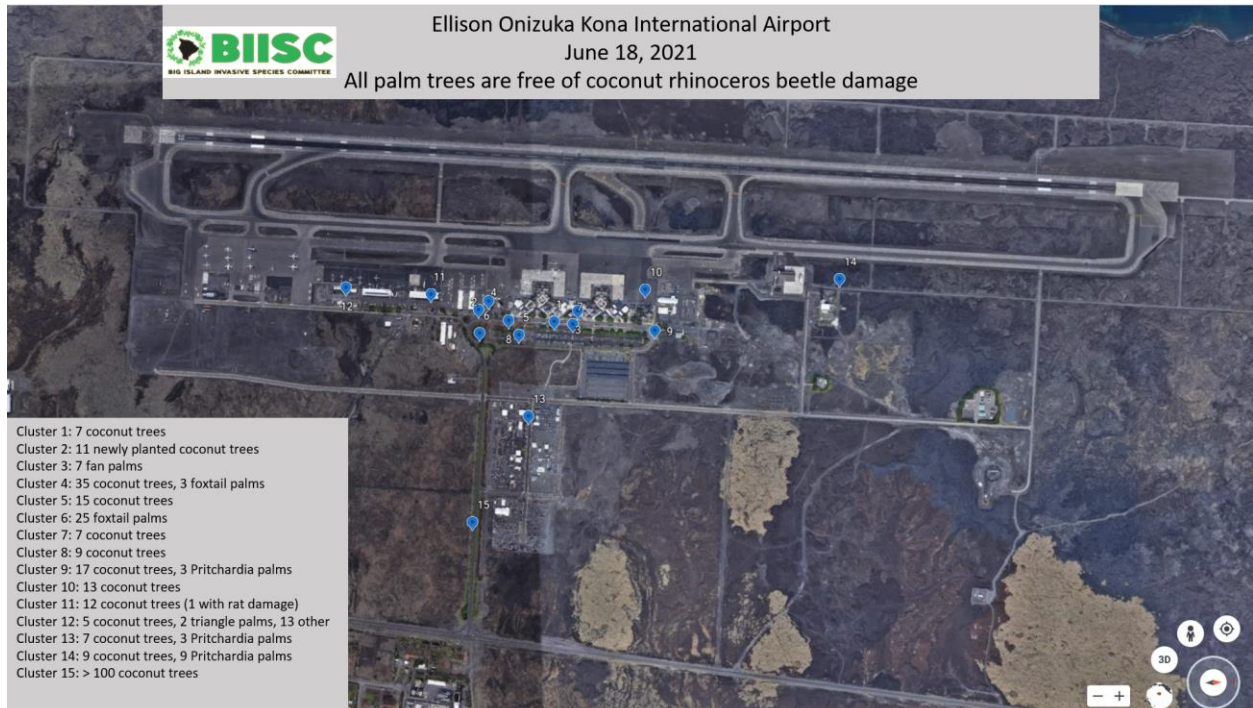 Ellison Onizuka Kona International Airport
June 18, 2021
All palm trees are free of coconut rhinoceros beetle damage
BIISC
BIG ISLAND INVASIVE SPECIES COMMITTEE
14
10
11
4
12
2
7
6
5
3
8
9
13
15
Cluster 1: 7 coconut trees
Cluster 2: 11 newly planted coconut trees
Cluster 3: 7 fan palms
Cluster 4: 35 coconut trees, 3 foxtail palms
Cluster 5: 15 coconut trees
Cluster 6: 25 foxtail palms
Cluster 7: 7 coconut trees
Cluster 8: 9 coconut trees
Cluster 9: 17 coconut trees, 3 Pritchardia palms
Cluster 10: 13 coconut trees
Cluster 11: 12 coconut trees (1 with rat damage)
Cluster 12: 5 coconut trees, 2 triangle palms, 13 other
Cluster 13: 7 coconut trees, 3 Pritchardia palms
Cluster 14: 9 coconut trees, 9 Pritchardia palms
Cluster 15: > 100 coconut trees
3D
− +